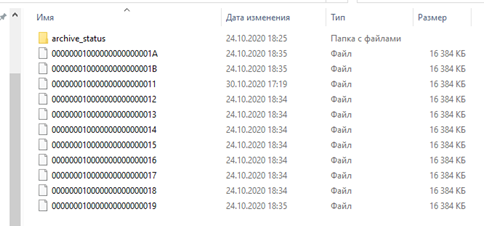 Имя Дата изменения Тип Размер
archive_status 24.10.2020 18:25 Папка с файлами
00000001000000000000001A 24.10.2020 18:35 Файл 16 384 КБ
00000001000000000000001B 24.10.2020 18:35 Файл 16 384 КБ
000000010000000000000011 30.10.2020 17:19 Файл 16 384 КБ
000000010000000000000012 24.10.2020 18:34 Файл 16 384 КБ
000000010000000000000013 24.10.2020 18:34 Файл 16 384 КБ
000000010000000000000014 24.10.2020 18:34 Файл 16 384 КБ
000000010000000000000015 24.10.2020 18:34 Файл 16 384 КБ
000000010000000000000016 24.10.2020 18:34 Файл 16 384 КБ
000000010000000000000017 24.10.2020 18:34 Файл 16 384 КБ
000000010000000000000018 24.10.2020 18:34 Файл 16 384 КБ
000000010000000000000019 24.10.2020 18:35 Файл 16 384 КБ